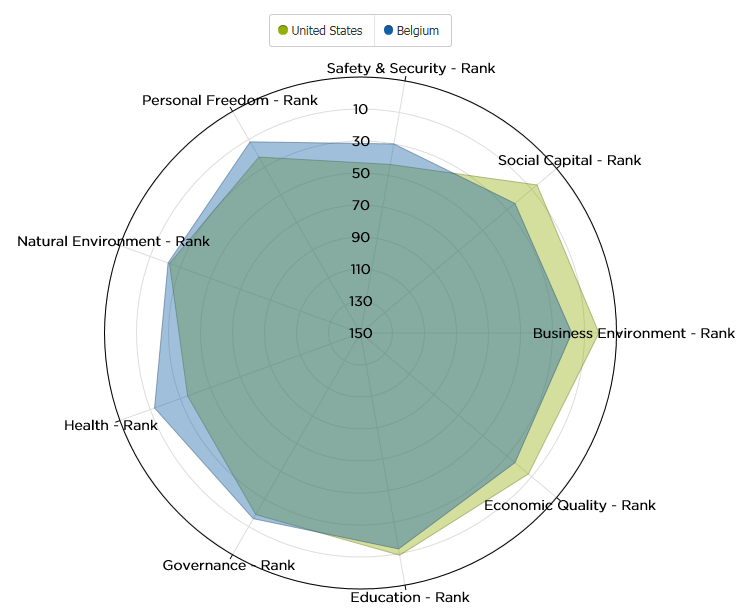 United States
Belgium
Safety & Security - Rank
Personal Freedom - Rank
10
30
Social Capital - Rank
50
70
Natural Environment - Rank
90
110
130
150
Business Environment - Rank
Health - Rank
Economic Quality - Rank
Governance - Rank
Education - Rank